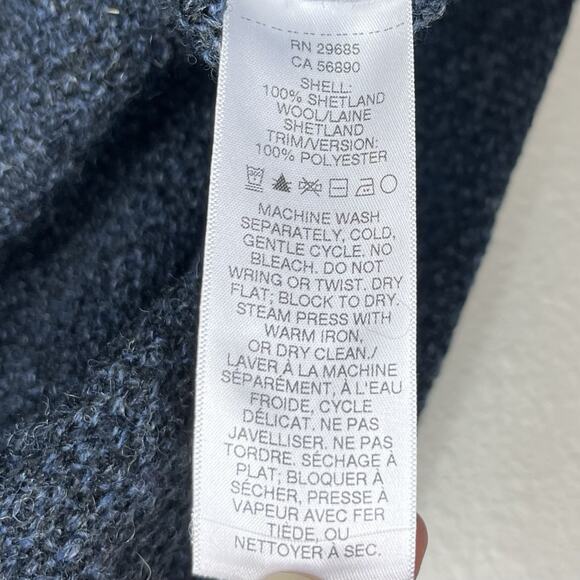 RN 29685
CA 56890
SHELL:
100% SHETLAND
WOOL/LAINE
SHETLAND
TRIM/VERSION:
100% POLYESTER
MACHINE WASH
SEPARATELY, COLD,
GENTLE CYCLE. NO
BLEACH. DO NOT
WRING OR TWIST. DRY
FLAT; BLOCK TO DRY.
STEAM PRESS WITH
WARM IRON,
OR DRY CLEAN./
LAVER À LA MACHINE
SÉPARÉMENT, À L'EAU
FROIDE, CYCLE
DÉLICAT. NE PAS
JAVELLISER. NE PAS
TORDRE. SÉCHAGE À
PLAT; BLOQUER À
SÉCHER, PRESSE À
VAPEUR AVEC FER
TIÈDE, OU
NETTOYER À SEC.